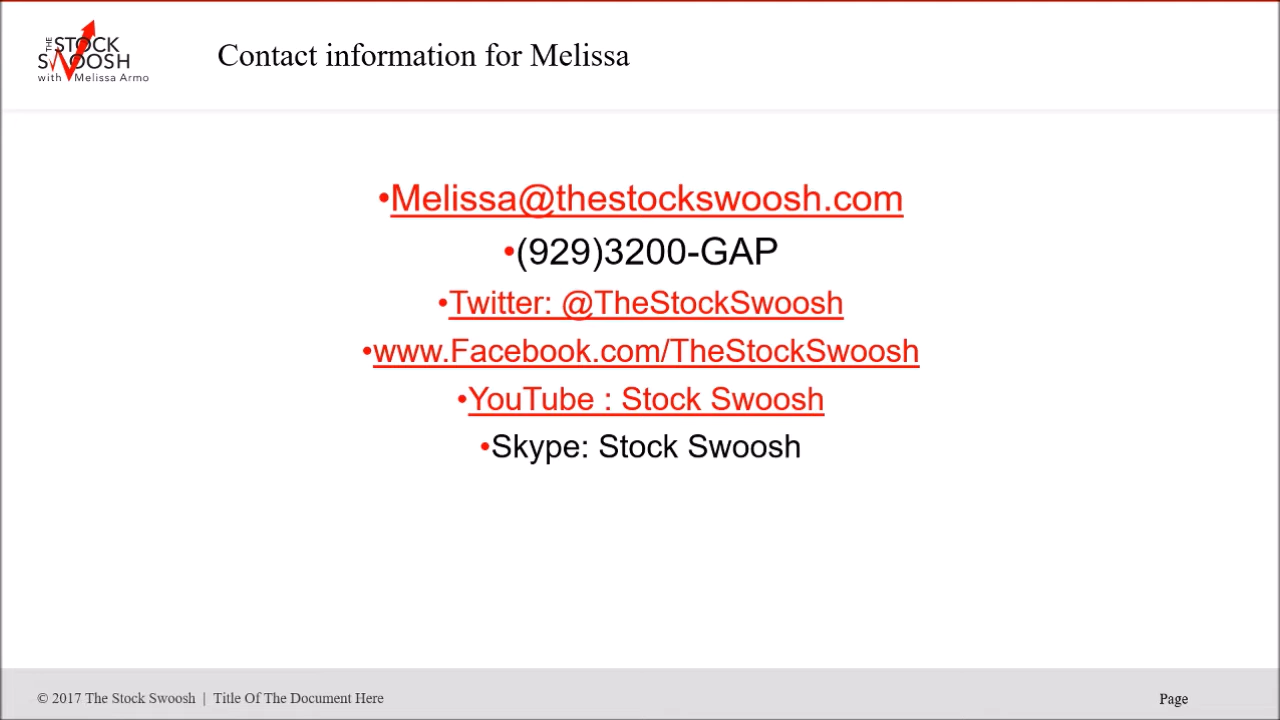 THE STOCK
SWOOSH
with Melissa Armo
Contact information for Melissa
•Melissa@thestockswoosh.com
•(929)3200-GAP
•Twitter: @TheStockSwoosh
•www.Facebook.com/TheStockSwoosh
•YouTube : Stock Swoosh
•Skype: Stock Swoosh
© 2017 The Stock Swoosh | Title Of The Document Here
Page